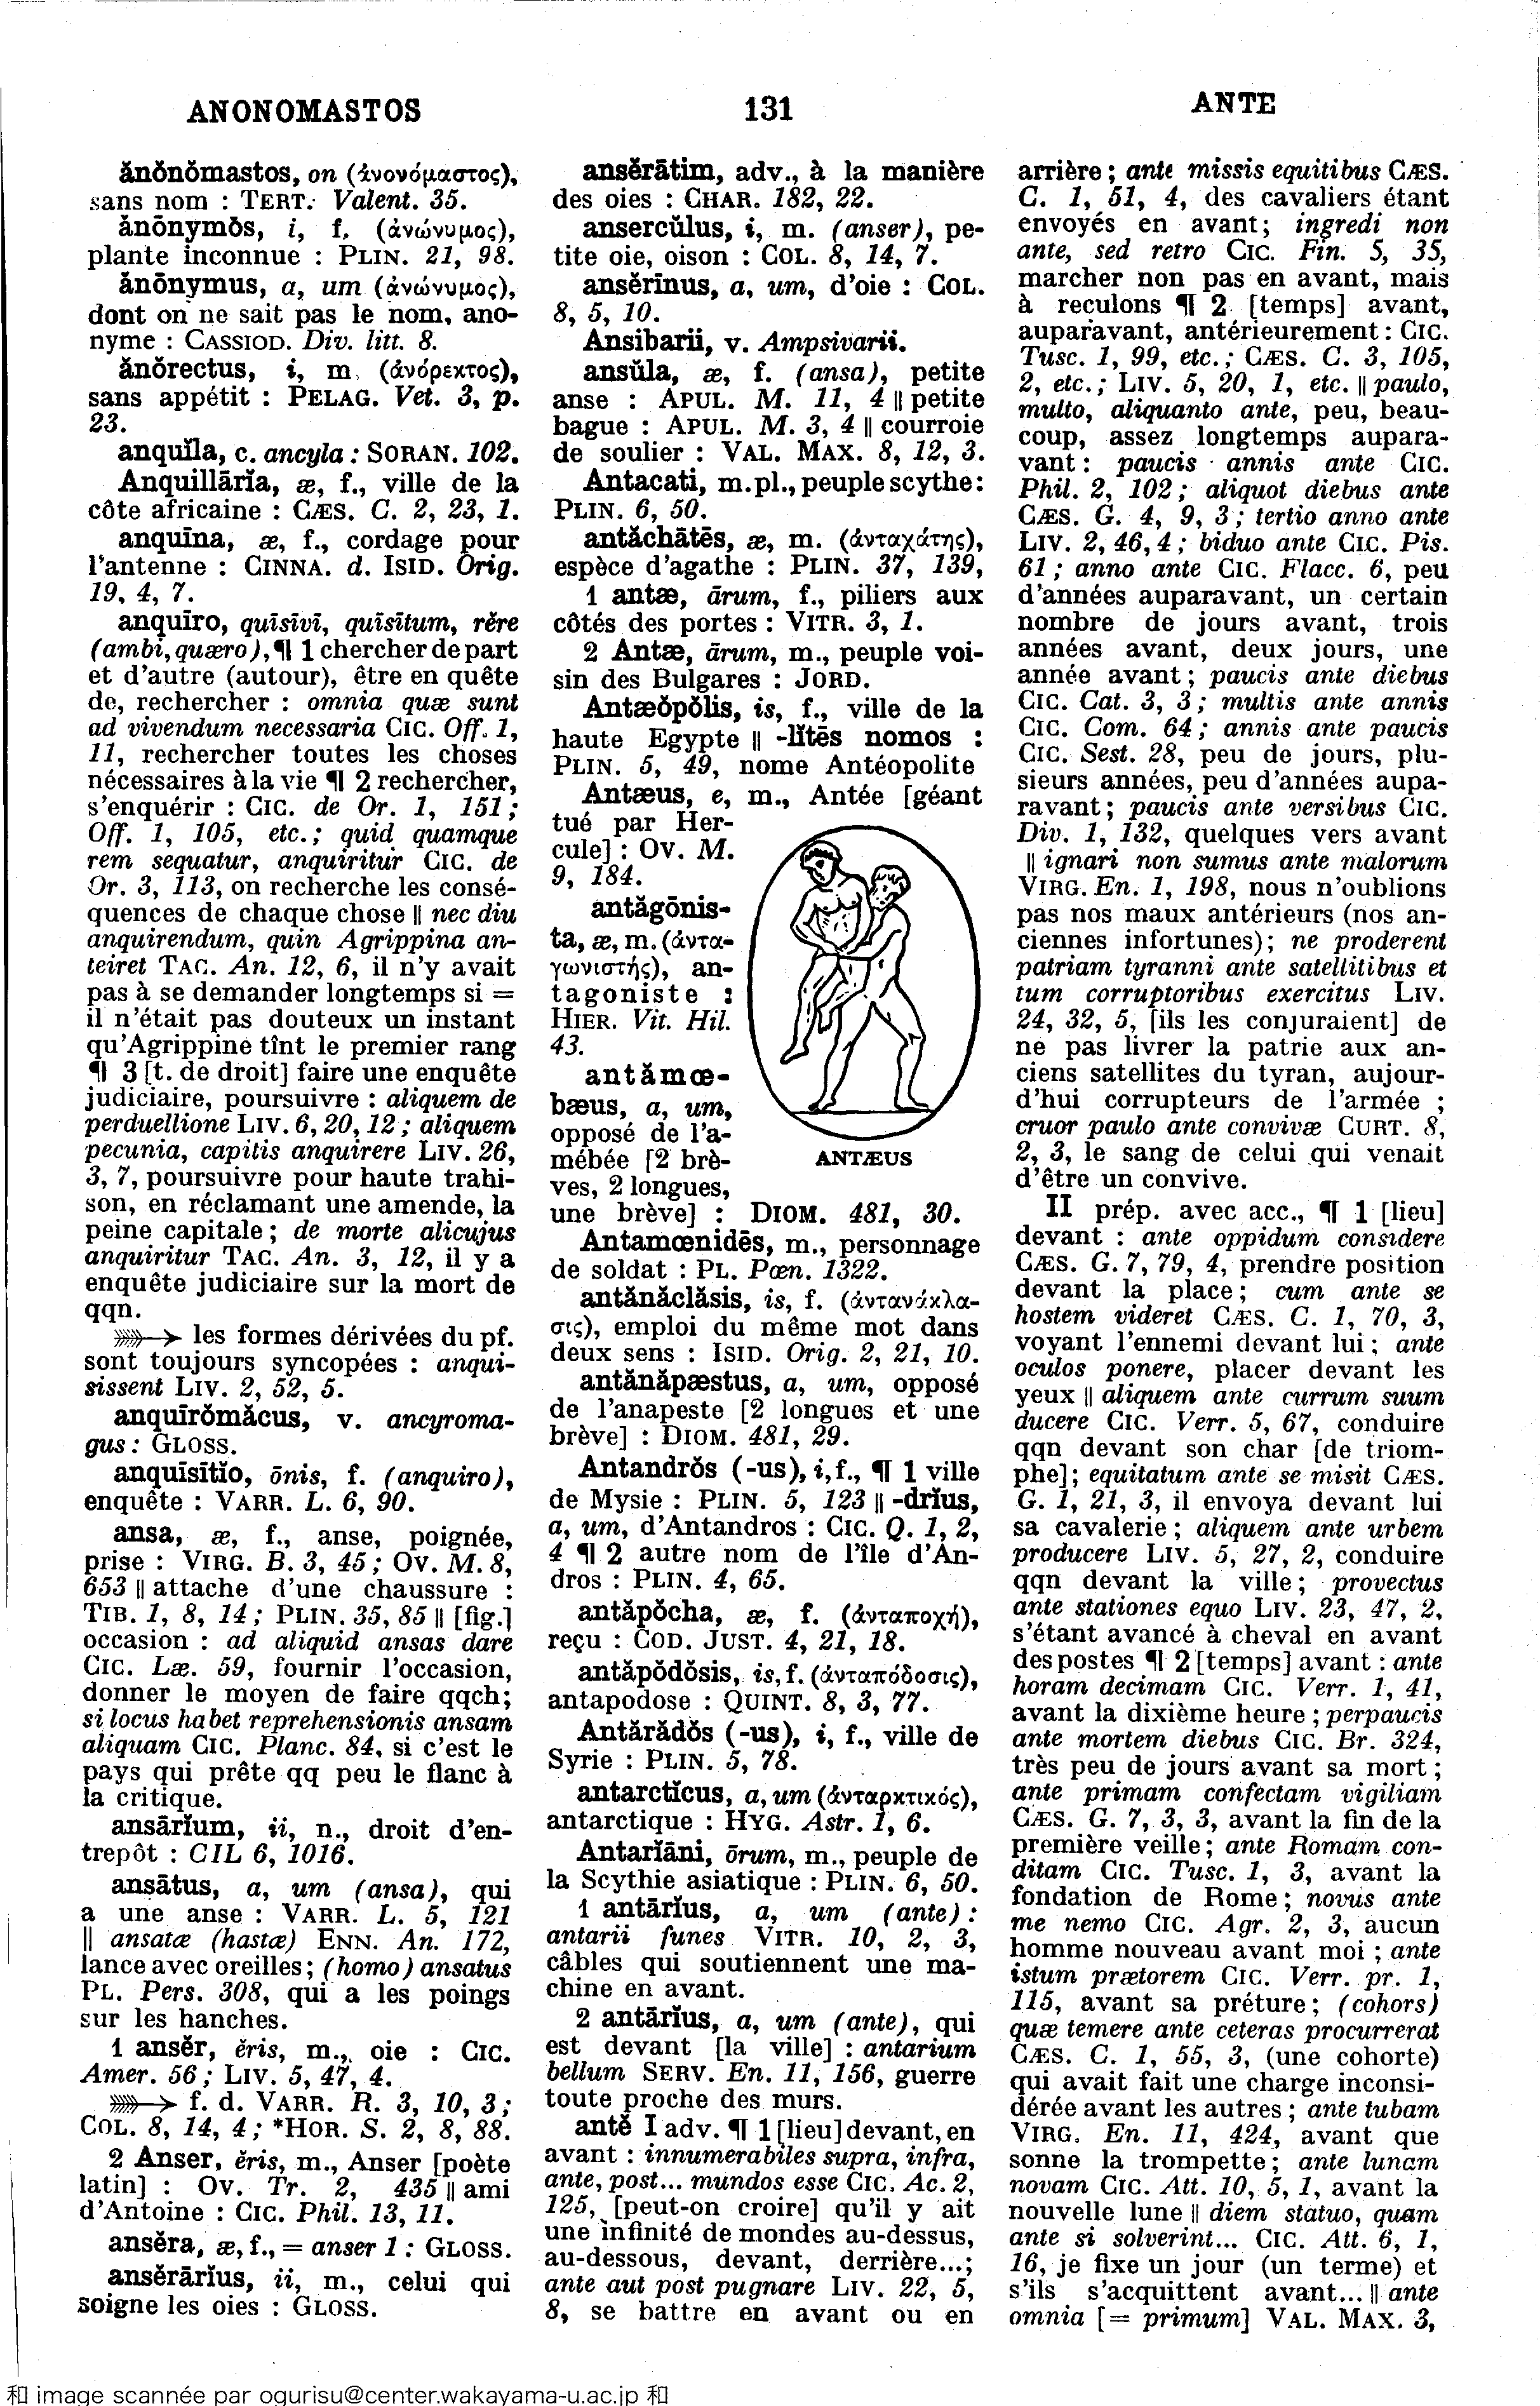 ANONOMASTOS
131
ANTE
ănŏnŏmastos, on (ἀνονόμαστος),
sans nom : TERT. Valent. 35.
ănōnymŏs, i, f. (ἀνώνυμος),
plante inconnue : PLIN. 21, 98.
ănōnymus, a, um (ἀνώνυμος),
dont on ne sait pas le nom, ano-
nyme : CASSIOD. Div. litt. 8.
ănŏrectus, i, m. (ἀνόρεκτος),
sans appétit : PELAG. Vet. 3, p.
23.
anquĭla, c. ancyla : SORAN. 102.
Anquillārĭa, æ, f., ville de la
côte africaine : CÆS. C. 2, 23, 1.
anquīna, æ, f., cordage pour
l'antenne : CINNA. d. ISID. Orig.
19, 4, 7.
anquīro, quīsīvī, quīsītum, rĕre
(ambi, quæro), ¶ 1 chercher de part
et d'autre (autour), être en quête
de, rechercher : omnia quæ sunt
ad vivendum necessaria CIC. Off. 1,
11, rechercher toutes les choses
nécessaires à la vie ¶ 2 rechercher,
s'enquérir : CIC. de Or. 1, 151 ;
Off. 1, 105, etc. ; quid quamque
rem sequatur, anquiritur CIC. de
Or. 3, 113, on recherche les consé-
quences de chaque chose || nec diu
anquirendum, quin Agrippina an-
teiret TAC. An. 12, 6, il n'y avait
pas à se demander longtemps si =
il n'était pas douteux un instant
qu'Agrippine tînt le premier rang
¶ 3 [t. de droit] faire une enquête
judiciaire, poursuivre : aliquem de
perduellione LIV. 6, 20, 12 ; aliquem
pecunia, capitis anquirere LIV. 26,
3, 7, poursuivre pour haute trahi-
son, en réclamant une amende, la
peine capitale ; de morte alicujus
anquiritur TAC. An. 3, 12, il y a
enquête judiciaire sur la mort de
qqn.
les formes dérivées du pf.
sont toujours syncopées : anqui-
sissent LIV. 2, 52, 5.
anquīrŏmăcus, v. ancyroma-
gus : GLOSS.
anquīsītĭo, ōnis, f. (anquiro),
enquête : VARR. L. 6, 90.
ansa, æ, f., anse, poignée,
prise : VIRG. B. 3, 45 ; OV. M. 8,
653 || attache d'une chaussure :
TIB. 1, 8, 14 ; PLIN. 35, 85 || [fig.]
occasion : ad aliquid ansas dare
CIC. Læ. 59, fournir l'occasion,
donner le moyen de faire qqch ;
si locus habet reprehensionis ansam
aliquam CIC. Planc. 84, si c'est le
pays qui prête qq peu le flanc à
la critique.
ansārĭum, ii, n., droit d'en-
trepôt : CIL 6, 1016.
ansātus, a, um (ansa), qui
a une anse : VARR. L. 5, 121
|| ansatæ (hastæ) ENN. An. 172,
lance avec oreilles ; (homo) ansatus
PL. Pers. 308, qui a les poings
sur les hanches.
1 ansĕr, ĕris, m., oie : CIC.
Amer. 56 ; LIV. 5, 47, 4.
f. d. VARR. R. 3, 10, 3 ;
COL. 8, 14, 4 ; *HOR. S. 2, 8, 88.
2 Anser, ĕris, m., Anser [poète
latin] : OV. Tr. 2, 435 || ami
d'Antoine : CIC. Phil. 13, 11.
ansĕra, æ, f., = anser 1 : GLOSS.
ansĕrārĭus, ii, m., celui qui
soigne les oies : GLOSS.
ansĕrātim, adv., à la manière
des oies : CHAR. 182, 22.
ansercŭlus, i, m. (anser), pe-
tite oie, oison : COL. 8, 14, 7.
ansĕrīnus, a, um, d'oie : COL.
8, 5, 10.
Ansibarii, v. Ampsivarii.
ansŭla, æ, f. (ansa), petite
anse : APUL. M. 11, 4 || petite
bague : APUL. M. 3, 4 || courroie
de soulier : VAL. MAX. 8, 12, 3.
Antacati, m. pl., peuple scythe :
PLIN. 6, 50.
antăchātēs, æ, m. (ἀνταχάτης),
espèce d'agathe : PLIN. 37, 139,
1 antæ, ārum, f., piliers aux
côtés des portes : VITR. 3, 1.
2 Antæ, ārum, m., peuple voi-
sin des Bulgares : JORD.
Antæŏpŏlis, is, f., ville de la
haute Egypte || -lītēs nomos :
PLIN. 5, 49, nome Antéopolite
Antæus, e, m., Antée [géant
tué par Her-
cule] : OV. M.
9, 184.
antăgōnis-
ta, æ, m. (ἀντα-
γωνιστής), an-
tagoniste :
HIER. Vit. Hil.
43.
antămœ-
bæus, a, um,
opposé de l'a-
mébée [2 brè-
ves, 2 longues,
une brève] : DIOM. 481, 30.
ANTÆUS
Antamœnidēs, m., personnage
de soldat : PL. Pœn. 1322.
antănăclăsis, is, f. (ἀντανάκλα-
σις), emploi du même mot dans
deux sens : ISID. Orig. 2, 21, 10.
antănăpæstus, a, um, opposé
de l'anapeste [2 longues et une
brève] : DIOM. 481, 29.
Antandrŏs (-us), i, f., ¶ 1 ville
de Mysie : PLIN. 5, 123 || -drĭus,
a, um, d'Antandros : CIC. Q. 1, 2,
4 ¶ 2 autre nom de l'île d'An-
dros : PLIN. 4, 65.
antăpŏcha, æ, f. (ἀνταποχή),
reçu : COD. JUST. 4, 21, 18.
antăpŏdŏsis, is, f. (ἀνταπόδοσις),
antapodose : QUINT. 8, 3, 77.
Antărădŏs (-us), i, f., ville de
Syrie : PLIN. 5, 78.
antarctĭcus, a, um (ἀνταρκτικός),
antarctique : HYG. Astr. 1, 6.
Antarĭāni, ōrum, m., peuple de
la Scythie asiatique : PLIN. 6, 50.
1 antārĭus, a, um (ante) :
antarii funes VITR. 10, 2, 3,
câbles qui soutiennent une ma-
chine en avant.
2 antārĭus, a, um (ante), qui
est devant [la ville] : antarium
bellum SERV. En. 11, 156, guerre
toute proche des murs.
antĕ I adv. ¶ 1 [lieu] devant, en
avant : innumerabiles supra, infra,
ante, post... mundos esse CIC. Ac. 2,
125, [peut-on croire] qu'il y ait
une infinité de mondes au-dessus,
au-dessous, devant, derrière... ;
ante aut post pugnare LIV. 22, 5,
8, se battre en avant ou en
arrière ; ante missis equitibus CÆS.
C. 1, 51, 4, des cavaliers étant
envoyés en avant ; ingredi non
ante, sed retro CIC. Fin. 5, 35,
marcher non pas en avant, mais
à reculons ¶ 2 [temps] avant,
auparavant, antérieurement : CIC.
Tusc. 1, 99, etc. ; CÆS. C. 3, 105,
2, etc. ; LIV. 5, 20, 1, etc. || paulo,
multo, aliquanto ante, peu, beau-
coup, assez longtemps aupara-
vant : paucis annis ante CIC.
Phil. 2, 102 ; aliquot diebus ante
CÆS. G. 4, 9, 3 ; tertio anno ante
LIV. 2, 46, 4 ; biduo ante CIC. Pis.
61 ; anno ante CIC. Flacc. 6, peu
d'années auparavant, un certain
nombre de jours avant, trois
années avant, deux jours, une
année avant ; paucis ante diebus
CIC. Cat. 3, 3 ; multis ante annis
CIC. Com. 64 ; annis ante paucis
CIC. Sest. 28, peu de jours, plu-
sieurs années, peu d'années aupa-
ravant ; paucis ante versibus CIC.
Div. 1, 132, quelques vers avant
|| ignari non sumus ante malorum
VIRG. En. 1, 198, nous n'oublions
pas nos maux antérieurs (nos an-
ciennes infortunes) ; ne proderent
patriam tyranni ante satellitibus et
tum corruptoribus exercitus LIV.
24, 32, 5, [ils les conjuraient] de
ne pas livrer la patrie aux an-
ciens satellites du tyran, aujour-
d'hui corrupteurs de l'armée ;
cruor paulo ante convivæ CURT. 8,
2, 3, le sang de celui qui venait
d'être un convive.
II prép. avec acc., ¶ 1 [lieu]
devant : ante oppidum considere
CÆS. G. 7, 79, 4, prendre position
devant la place ; cum ante se
hostem videret CÆS. C. 1, 70, 3,
voyant l'ennemi devant lui ; ante
oculos ponere, placer devant les
yeux || aliquem ante currum suum
ducere CIC. Verr. 5, 67, conduire
qqn devant son char [de triom-
phe] ; equitatum ante se misit CÆS.
G. 1, 21, 3, il envoya devant lui
sa cavalerie ; aliquem ante urbem
producere LIV. 5, 27, 2, conduire
qqn devant la ville ; provectus
ante stationes equo LIV. 23, 47, 2,
s'étant avancé à cheval en avant
des postes ¶ 2 [temps] avant : ante
horam decimam CIC. Verr. 1, 41,
avant la dixième heure ; perpaucis
ante mortem diebus CIC. Br. 324,
très peu de jours avant sa mort ;
ante primam confectam vigiliam
CÆS. G. 7, 3, 3, avant la fin de la
première veille ; ante Romam con-
ditam CIC. Tusc. 1, 3, avant la
fondation de Rome ; novus ante
me nemo CIC. Agr. 2, 3, aucun
homme nouveau avant moi ; ante
istum prætorem CIC. Verr. pr. 1,
115, avant sa préture ; (cohors)
quæ temere ante ceteras procurrerat
CÆS. C. 1, 55, 3, (une cohorte)
qui avait fait une charge inconsi-
dérée avant les autres ; ante tubam
VIRG. En. 11, 424, avant que
sonne la trompette ; ante lunam
novam CIC. Att. 10, 5, 1, avant la
nouvelle lune || diem statuo, quam
ante si solverint... CIC. Att. 6, 1,
16, je fixe un jour (un terme) et
s'ils s'acquittent avant... || ante
omnia [= primum] VAL. MAX. 3,
和 image scannée par ogurisu@center.wakayama-u.ac.jp 和